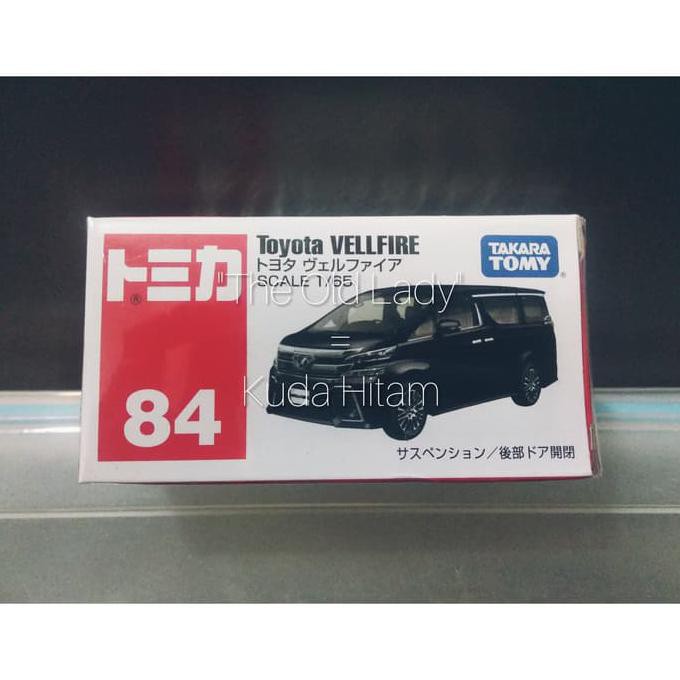 トミカ®
84
Toyota VELLFIRE
トヨタ ヴェルファイア
SCALE 1/65
TAKARA
TOMY®
サスペンション／後部ドア開閉
"The Old Lady"
=
Kuda Hitam